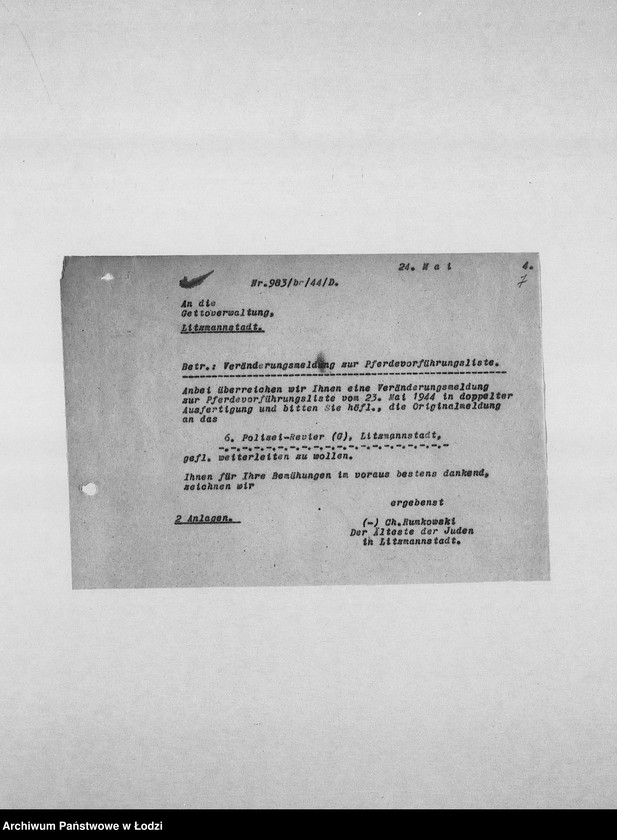 24. M a i 4.
7
Nr.983/br/44/D.
An die
Gettoverwaltung,
Litzmannstadt.
Betr.: Veränderungsmeldung zur Pferdevorführungsliste.
Anbei überreichen wir Ihnen eine Veränderungsmeldung
zur Pferdevorführungsliste vom 23. Mai 1944 in doppelter
Ausfertigung und bitten Sie höfl., die Originalmeldung
an das
6. Polizei-Revier (G), Litzmannstadt,
gefl. weiterleiten zu wollen.
Ihnen für Ihre Bemühungen im voraus bestens dankend,
zeichnen wir
ergebenst
2 Anlagen.
(-) Ch.Rumkowski
Der Älteste der Juden
in Litzmannstadt.
Archiwum Państwowe w Łodzi